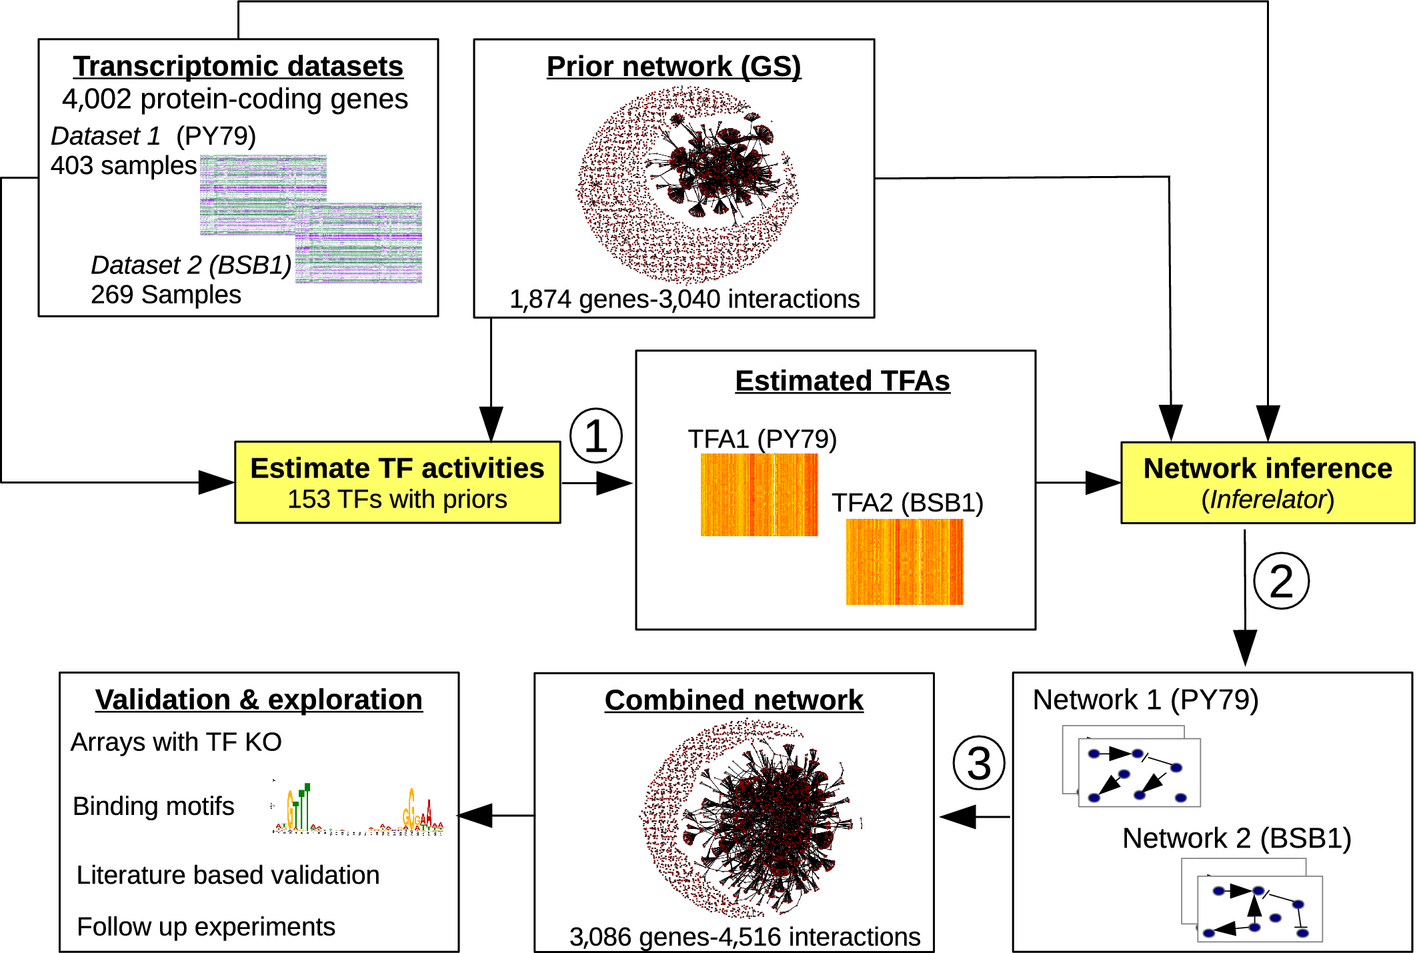 Transcriptomic datasets
4,002 protein-coding genes
Dataset 1 (PY79)
403 samples
Dataset 2 (BSB1)
269 Samples
Prior network (GS)
1,874 genes-3,040 interactions
Estimate TF activities
153 TFs with priors
1
Estimated TFAs
TFA1 (PY79)
TFA2 (BSB1)
Network inference
(Inferelator)
2
Network 1 (PY79)
Network 2 (BSB1)
3
Combined network
3,086 genes-4,516 interactions
Validation & exploration
Arrays with TF KO
Binding motifs
Literature based validation
Follow up experiments